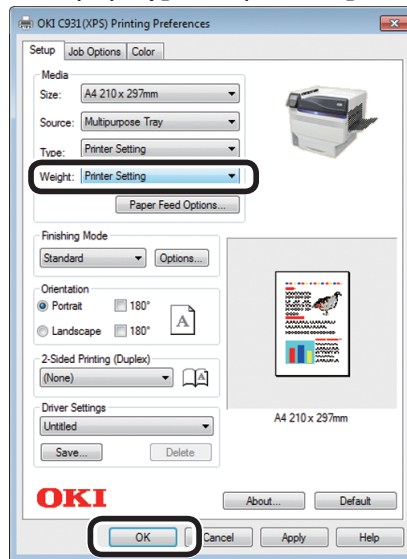 OKI C931(XPS) Printing Preferences
Setup Job Options Color
Media
Size: A4 210 x 297mm
Source: Multipurpose Tray
Type: Printer Setting
Weight: Printer Setting
Paper Feed Options...
Finishing Mode
Standard Options...
Orientation
Portrait 180°
Landscape 180°
A
2-Sided Printing (Duplex)
(None) A
Driver Settings
Untitled
Save... Delete
A4 210 x 297mm
OKI
About... Default
OK Cancel Apply Help